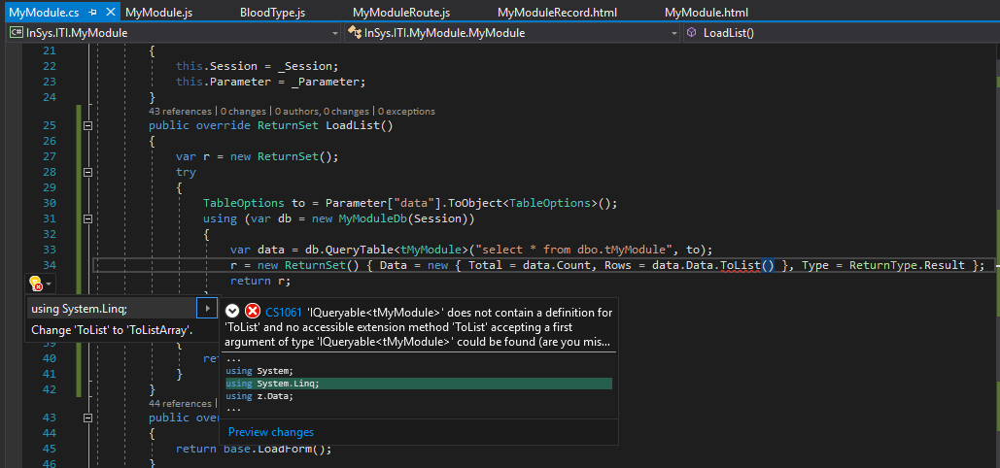 MyModule.cs MyModule.js BloodType.js MyModuleRoute.js MyModuleRecord.html MyModule.html
C# InSys.ITI.MyModule InSys.ITI.MyModule.MyModule LoadList()
21 {
22 this.Session = _Session;
23 this.Parameter = _Parameter;
24 }
43 references | 0 changes | 0 authors, 0 changes | 0 exceptions
25 public override ReturnSet LoadList()
26 {
27 var r = new ReturnSet();
28 try
29 {
30 TableOptions to = Parameter["data"].ToObject<TableOptions>();
31 using (var db = new MyModuleDb(Session))
32 {
33 var data = db.QueryTable<tMyModule>("select * from dbo.tMyModule", to);
34 r = new ReturnSet() { Data = new { Total = data.Count, Rows = data.Data.ToList() }, Type = ReturnType.Result };
return r;
using System.Linq;
Change 'ToList' to 'ToListArray'.
CS1061 'IQueryable<tMyModule>' does not contain a definition for
'ToList' and no accessible extension method 'ToList' accepting a first
argument of type 'IQueryable<tMyModule>' could be found (are you mis...
...
using System;
using System.Linq;
using z.Data;
...
Preview changes
39 {
40 ret
41 }
42 }
44 references |
43 public ove
44 {
45 return base.LoadForm();
46 }